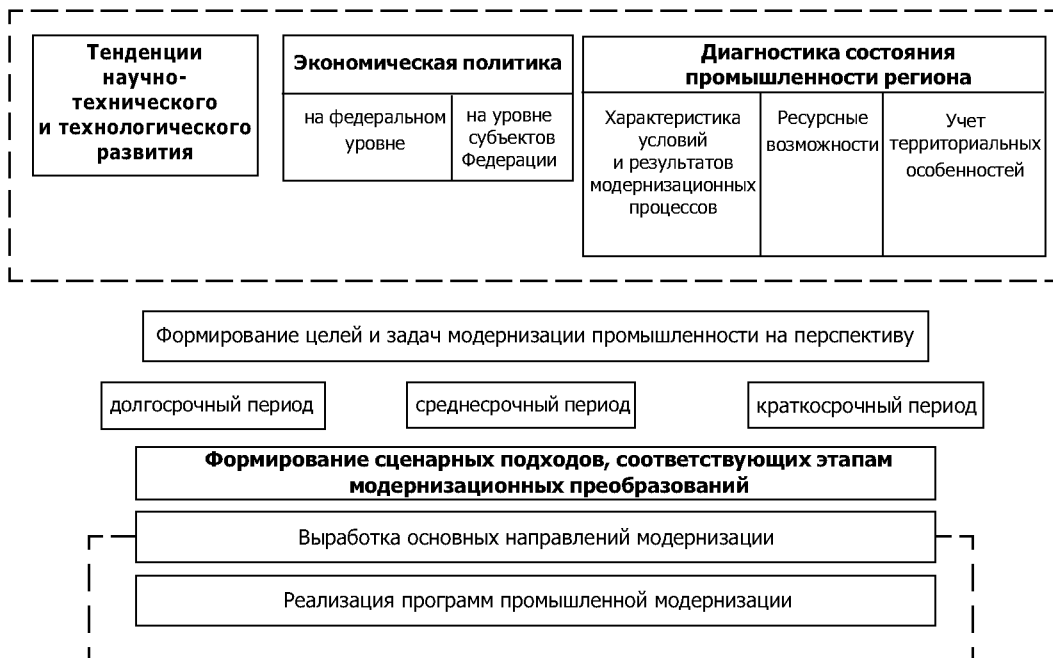 Тенденции
научно-
технического
и технологического
развития
Экономическая политика
на федеральном
уровне
на уровне
субъектов
Федерации
Диагностика состояния
промышленности региона
Характеристика
условий
и результатов
модернизационных
процессов
Ресурсные
возможности
Учет
территориальных
особенностей
Формирование целей и задач модернизации промышленности на перспективу
долгосрочный период
среднесрочный период
краткосрочный период
Формирование сценарных подходов, соответствующих этапам
модернизационных преобразований
Выработка основных направлений модернизации
Реализация программ промышленной модернизации